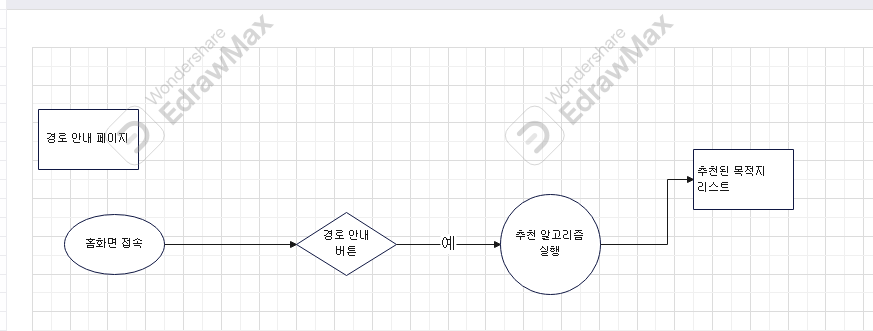 Wondershare
EdrawMax
Wondershare
EdrawMax
경로 안내 페이지
추천된 목적지
리스트
홈화면 접속
경로 안내
버튼
예
추천 알고리즘
실행